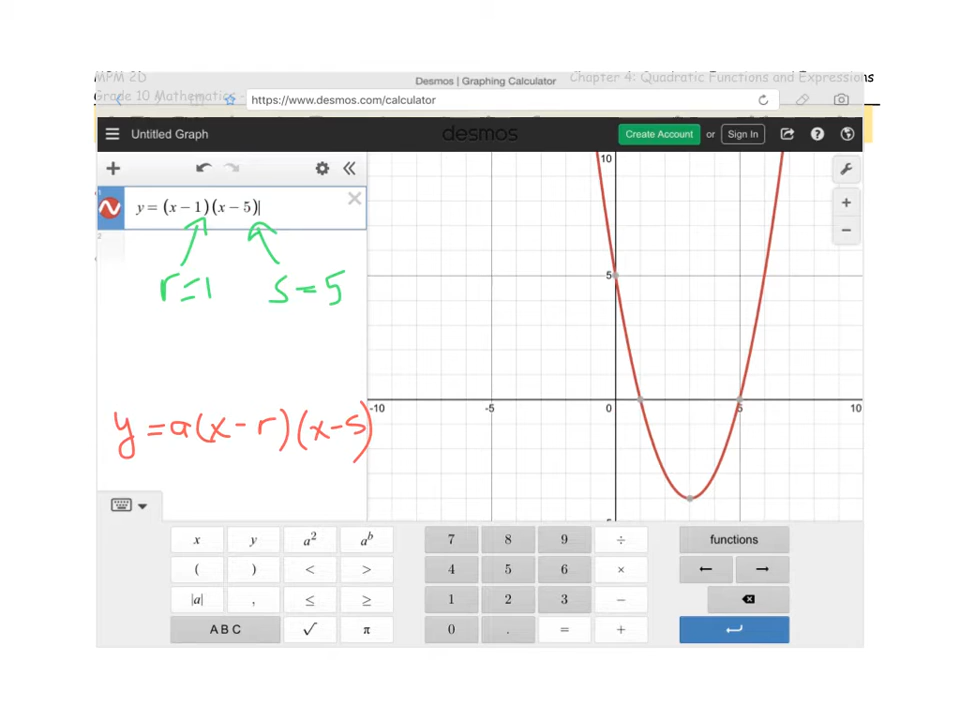 MPM 2D
Desmos | Graphing Calculator
Chapter 4: Quadratic Functions and Expressions
Grade 10 Mathematics -
https://www.desmos.com/calculator
Untitled Graph
desmos
Create Account or Sign In
1
y = (x − 1)(x − 5)
2
r=1 s=5
y = a(x-r)(x-s)
10
5
-10 -5 0 5 10
x y a² aᵇ 7 8 9 ÷ functions
( ) < > 4 5 6 × ← →
|a| , ≤ ≥ 1 2 3 −
A B C √ π 0 . = +